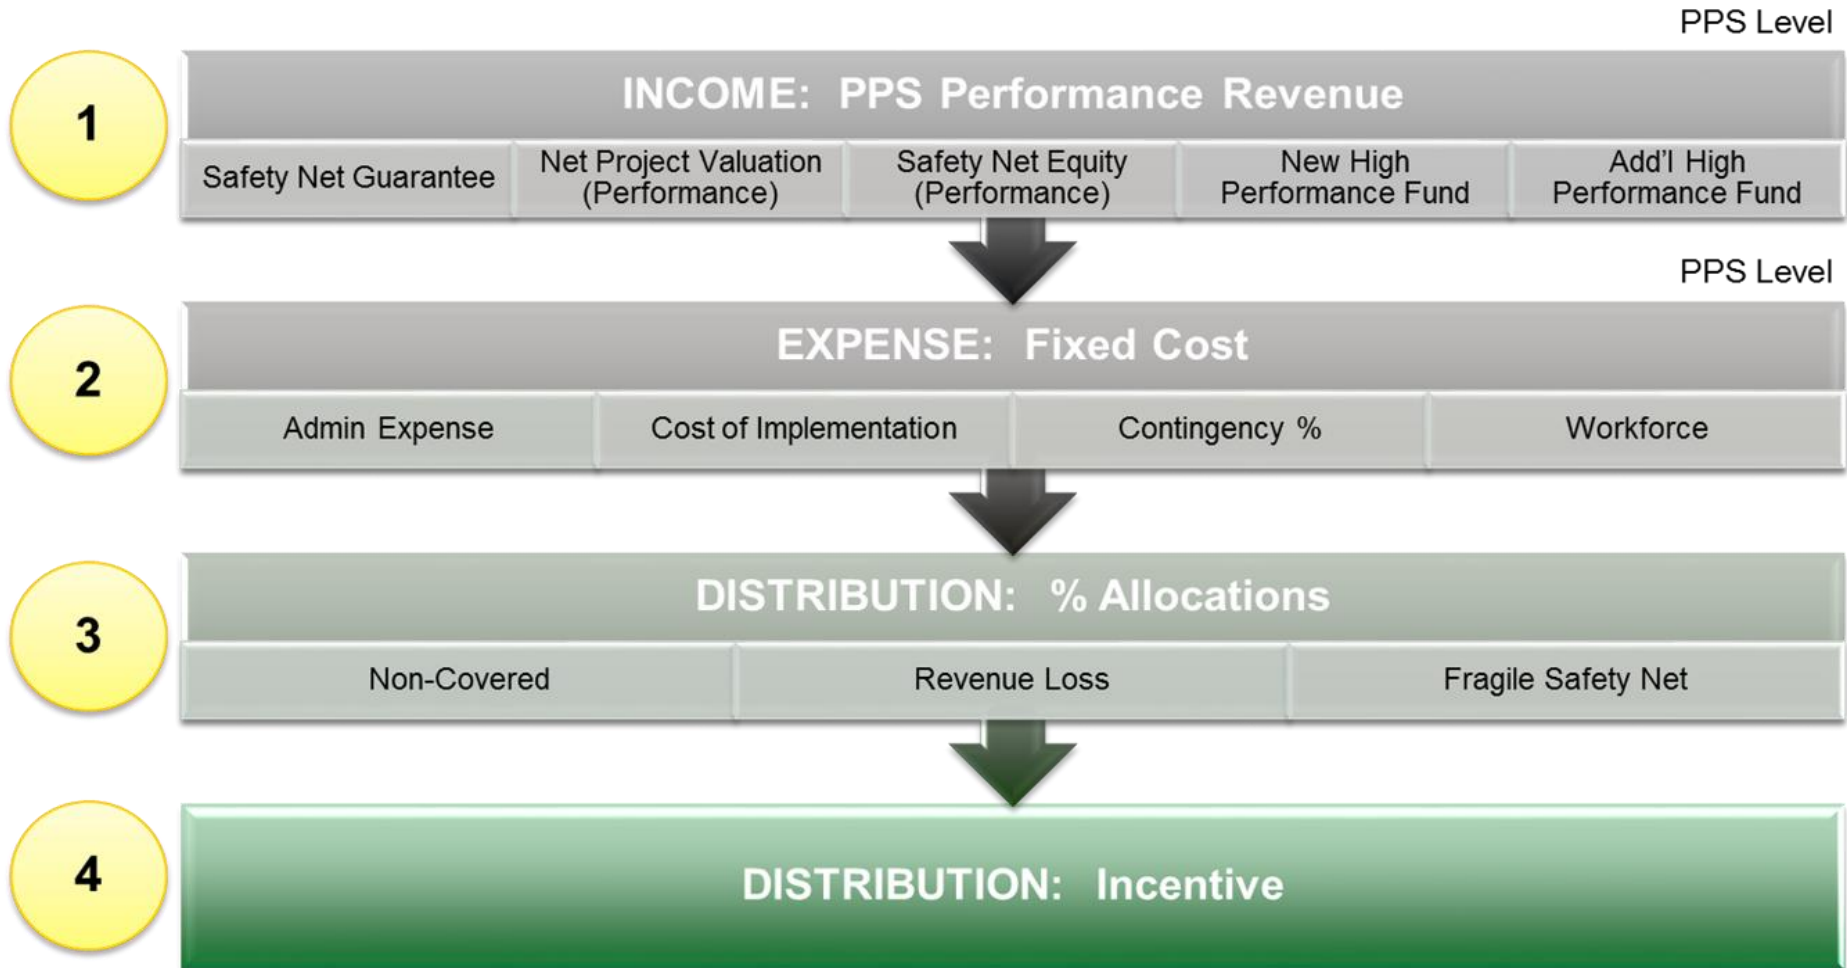 PPS Level
1
INCOME: PPS Performance Revenue
Safety Net Guarantee
Net Project Valuation
(Performance)
Safety Net Equity
(Performance)
New High
Performance Fund
Add'l High
Performance Fund
PPS Level
2
EXPENSE: Fixed Cost
Admin Expense
Cost of Implementation
Contingency %
Workforce
3
DISTRIBUTION: % Allocations
Non-Covered
Revenue Loss
Fragile Safety Net
4
DISTRIBUTION: Incentive